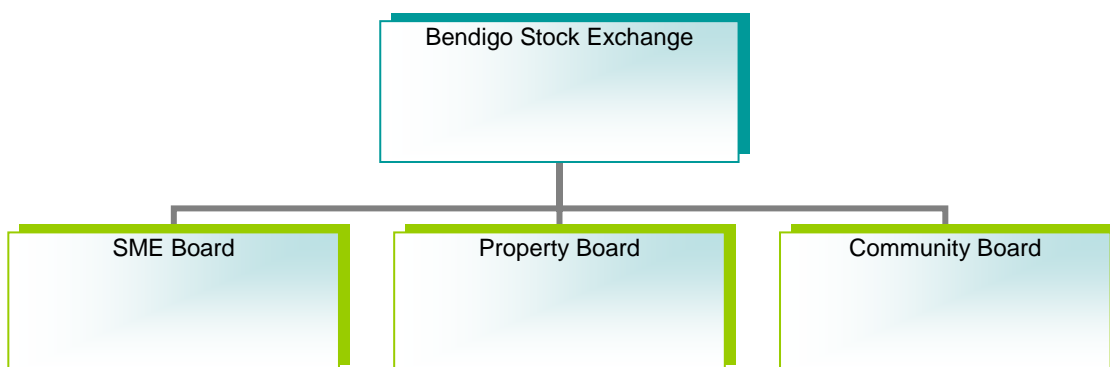 Bendigo Stock Exchange
SME Board
Property Board
Community Board